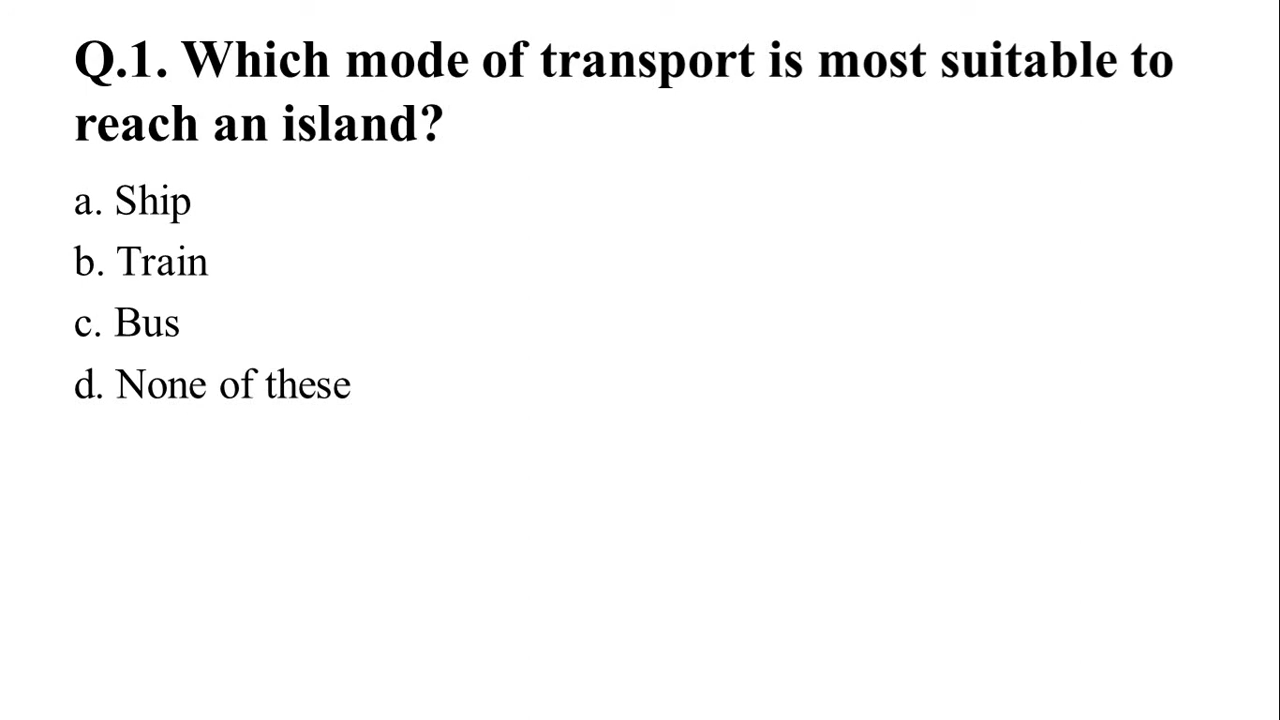 Q.1. Which mode of transport is most suitable to
reach an island?
a. Ship
b. Train
c. Bus
d. None of these